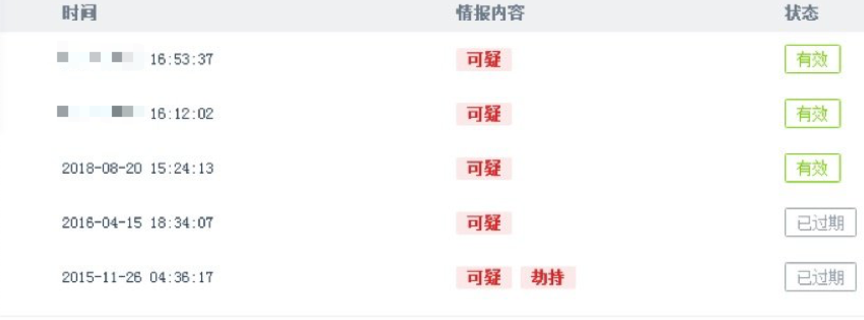 时间 情报内容 状态
16:53:37 可疑 有效
16:12:02 可疑 有效
2018-08-20 15:24:13 可疑 有效
2016-04-15 18:34:07 可疑 已过期
2015-11-26 04:36:17 可疑 劫持 已过期